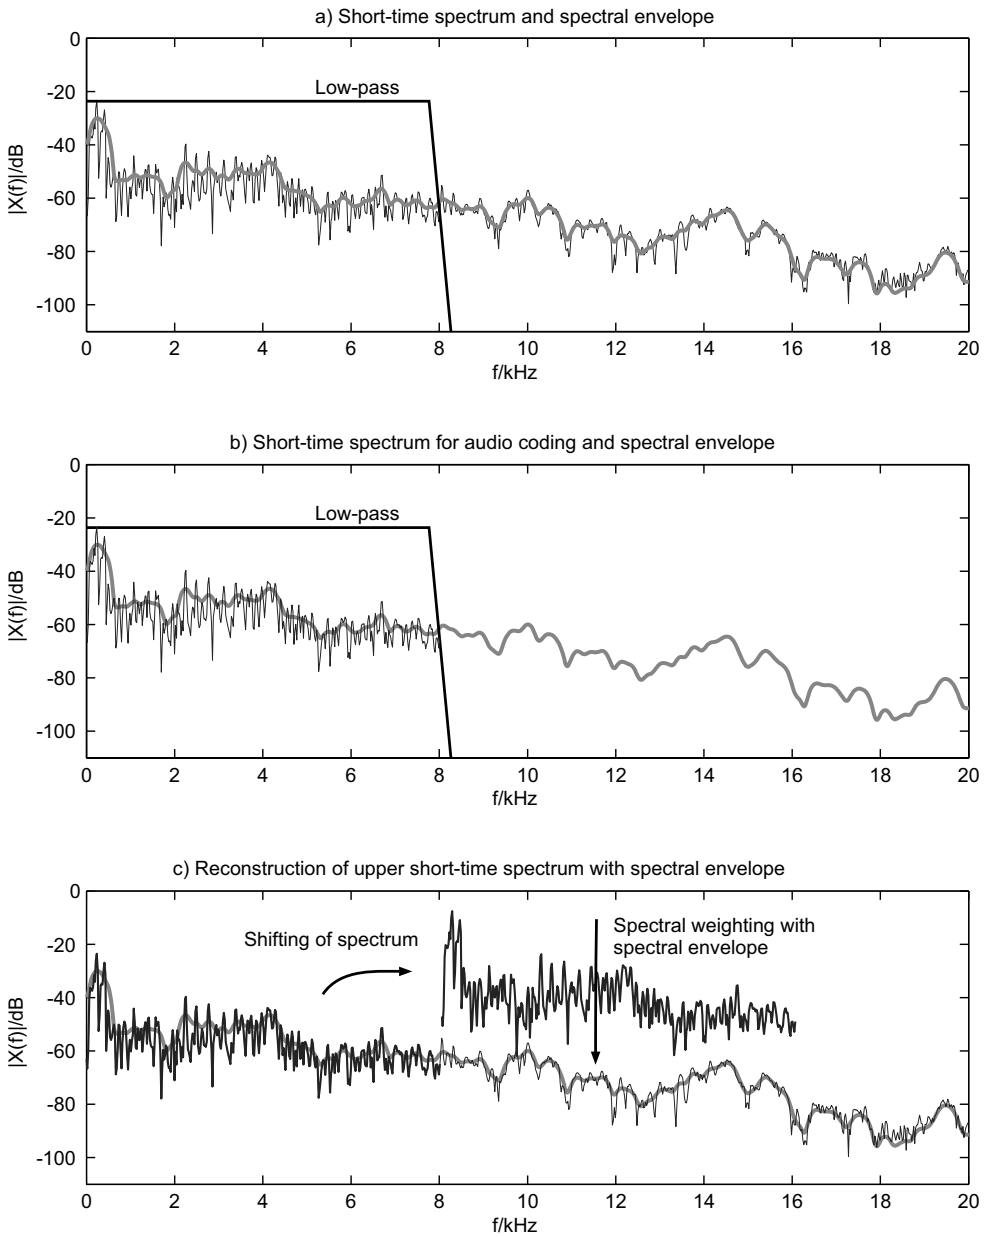 a) Short-time spectrum and spectral envelope
0
-20
-40
-60
-80
-100
|X(f)|/dB
Low-pass
0 2 4 6 8 10 12 14 16 18 20
f/kHz
b) Short-time spectrum for audio coding and spectral envelope
0
-20
-40
-60
-80
-100
|X(f)|/dB
Low-pass
0 2 4 6 8 10 12 14 16 18 20
f/kHz
c) Reconstruction of upper short-time spectrum with spectral envelope
0
-20
-40
-60
-80
-100
|X(f)|/dB
Shifting of spectrum
Spectral weighting with
spectral envelope
0 2 4 6 8 10 12 14 16 18 20
f/kHz